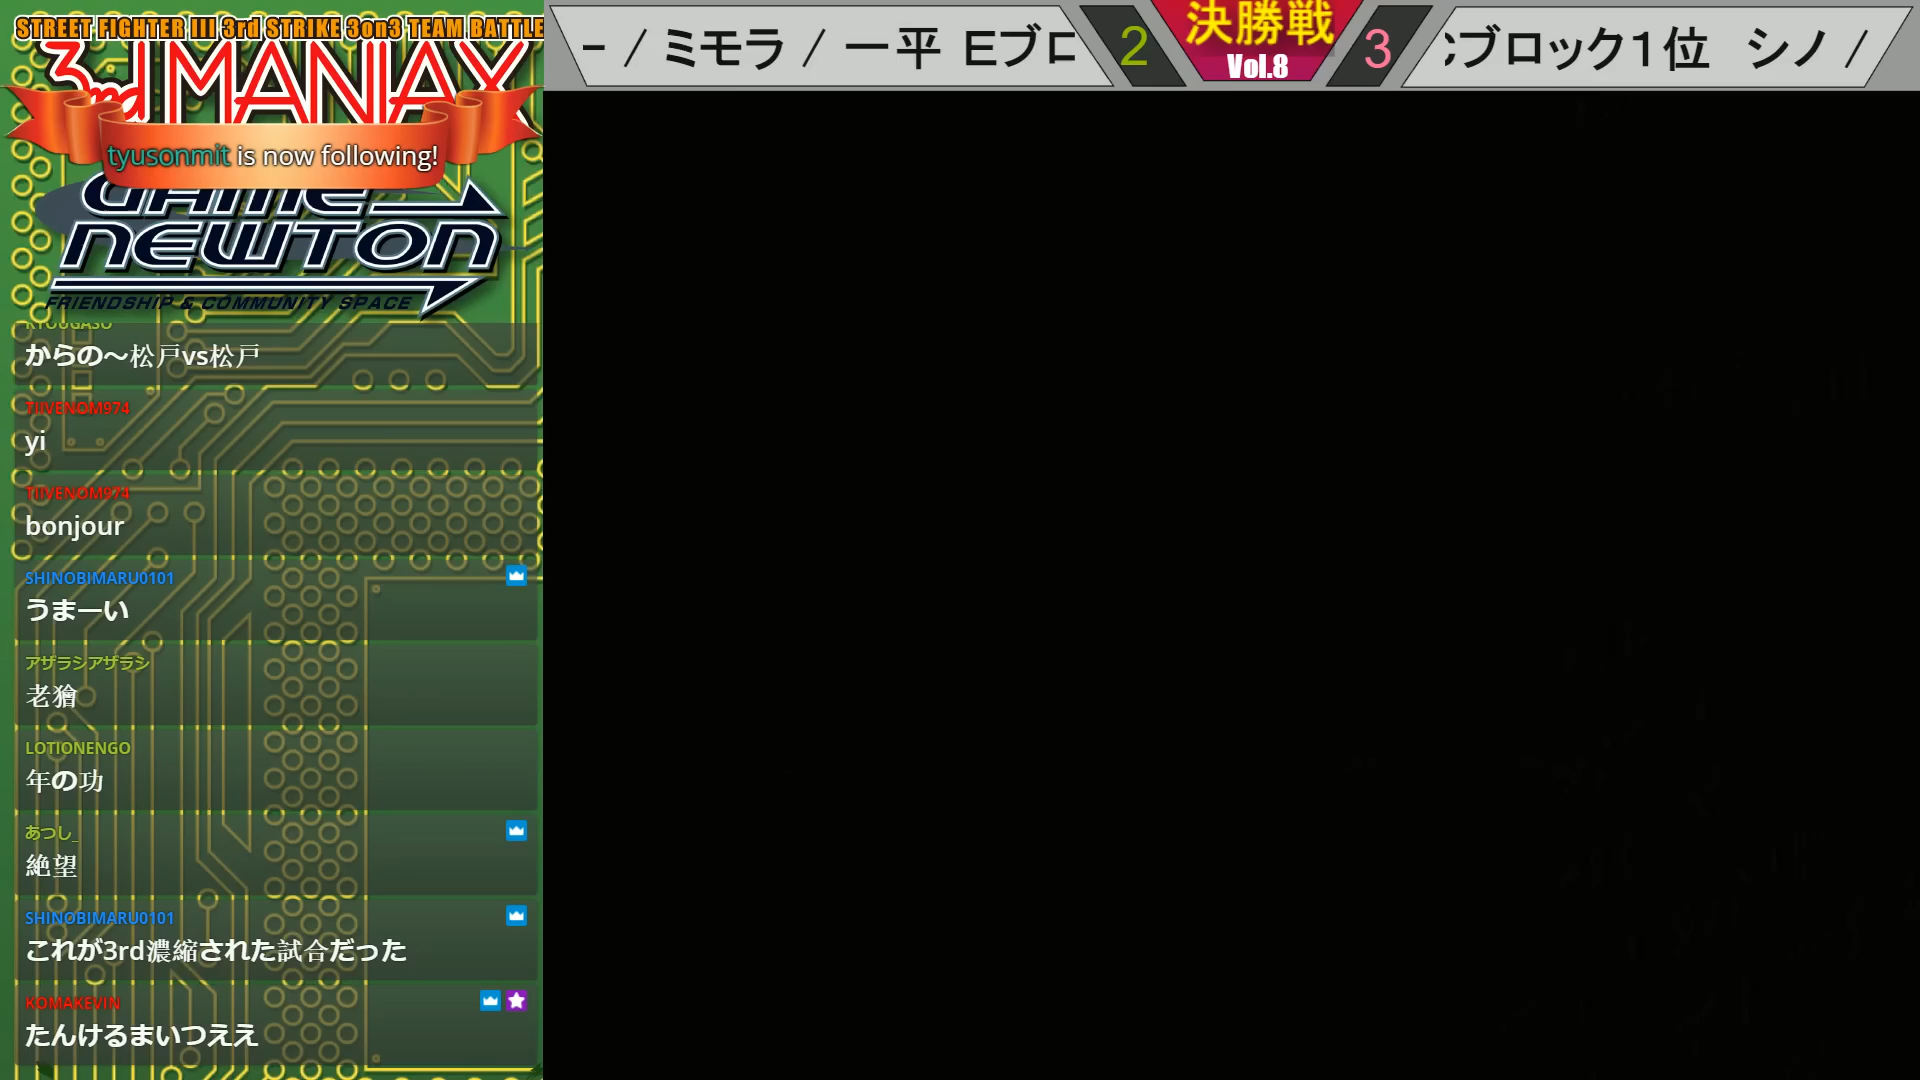 STREET FIGHTER III 3rd STRIKE 3on3 TEAM BATTLE
3rd MANIAX
tyusonmit is now following!
GAME
NEWTON
FRIENDSHIP & COMMUNITY SPACE
ー / ミモラ / 一平 Eブロ
2
決勝戦
Vol.8
3
Cブロック1位 シノ /
RYOUGASO
からの〜松戸vs松戸
TIIVENOM974
yi
TIIVENOM974
bonjour
SHINOBIMARU0101
うまーい
アザラシアザラシ
老獪
LOTIONENGO
年の功
あつし_
絶望
SHINOBIMARU0101
これが3rd濃縮された試合だった
KOMAKEVIN
たんけるまいつええ